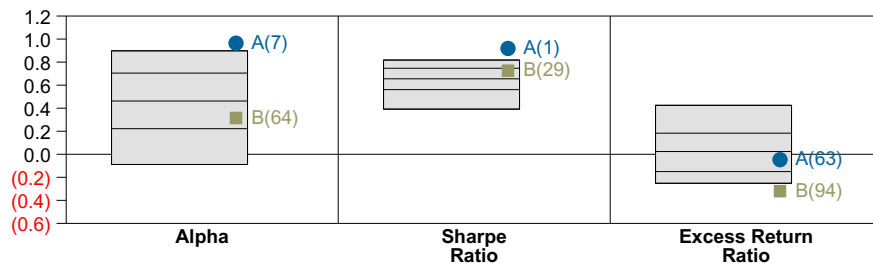 1.2
1.0
0.8
0.6
0.4
0.2
0.0
(0.2)
(0.4)
(0.6)
A(7)
B(64)
A(1)
B(29)
A(63)
B(94)
Alpha
Sharpe
Ratio
Excess Return
Ratio